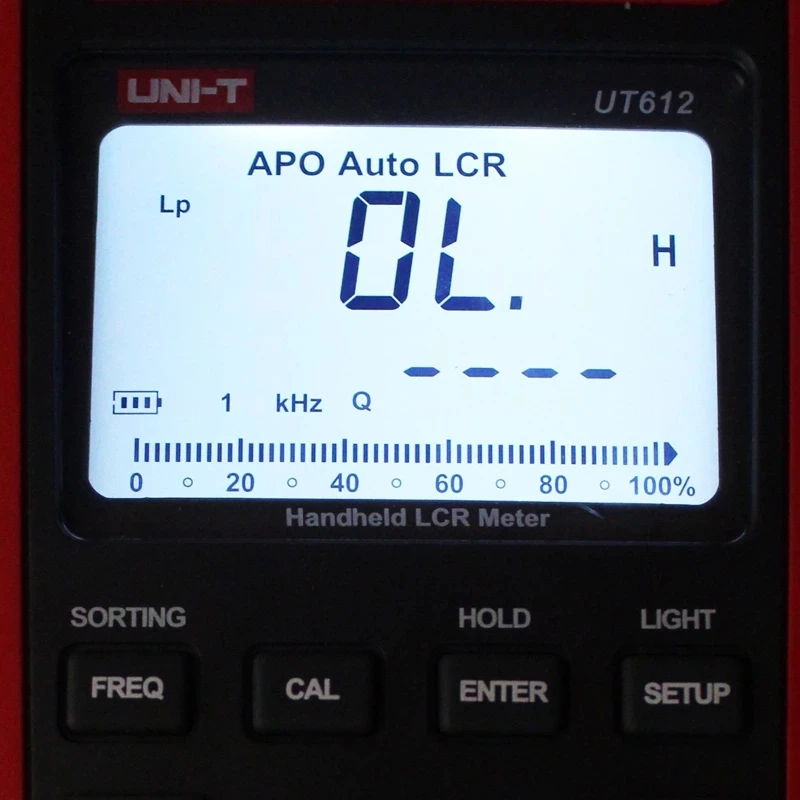 UNI-T
UT612
APO Auto LCR
Lp
0L.
H
- - - -
1 kHz Q
0 20 40 60 80 100%
Handheld LCR Meter
SORTING HOLD LIGHT
FREQ CAL ENTER SETUP